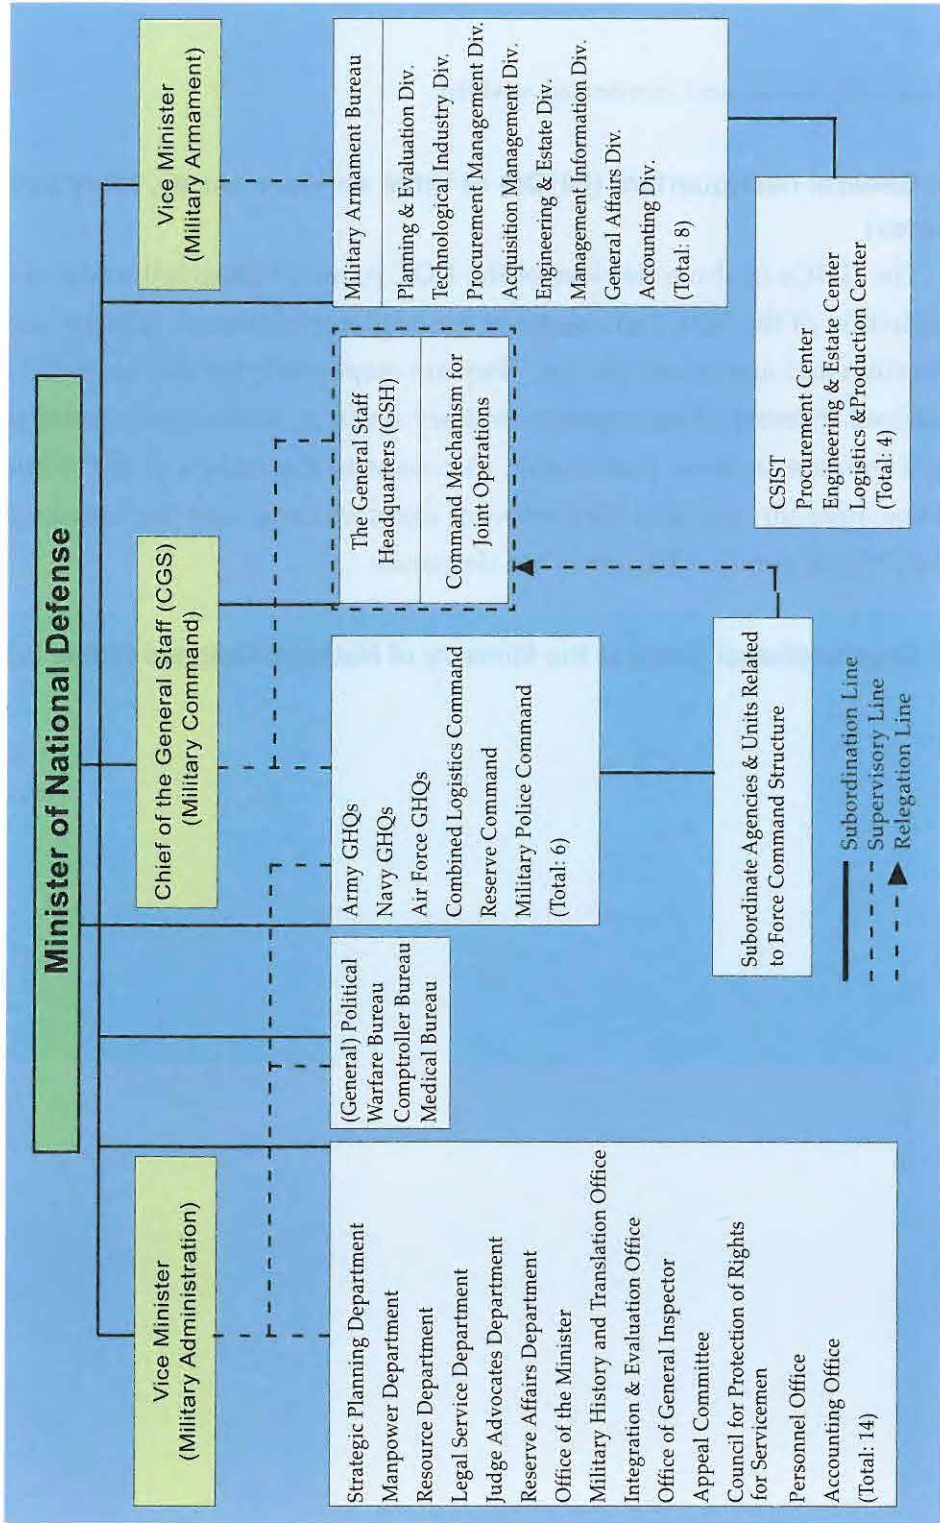 Minister of National Defense
Vice Minister
(Military Administration)
Chief of the General Staff (CGS)
(Military Command)
Vice Minister
(Military Armament)
Strategic Planning Department
Manpower Department
Resource Department
Legal Service Department
Judge Advocates Department
Reserve Affairs Department
Office of the Minister
Military History and Translation Office
Integration & Evaluation Office
Office of General Inspector
Appeal Committee
Council for Protection of Rights
for Servicemen
Personnel Office
Accounting Office
(Total: 14)
(General) Political
Warfare Bureau
Comptroller Bureau
Medical Bureau
Army GHQs
Navy GHQs
Air Force GHQs
Combined Logistics Command
Reserve Command
Military Police Command
(Total: 6)
The General Staff
Headquarters (GSH)
Command Mechanism for
Joint Operations
Military Armament Bureau
Planning & Evaluation Div.
Technological Industry Div.
Procurement Management Div.
Acquisition Management Div.
Engineering & Estate Div.
Management Information Div.
General Affairs Div.
Accounting Div.
(Total: 8)
Subordinate Agencies & Units Related
to Force Command Structure
CSIST
Procurement Center
Engineering & Estate Center
Logistics &Production Center
(Total: 4)
Subordination Line
Supervisory Line
Relegation Line